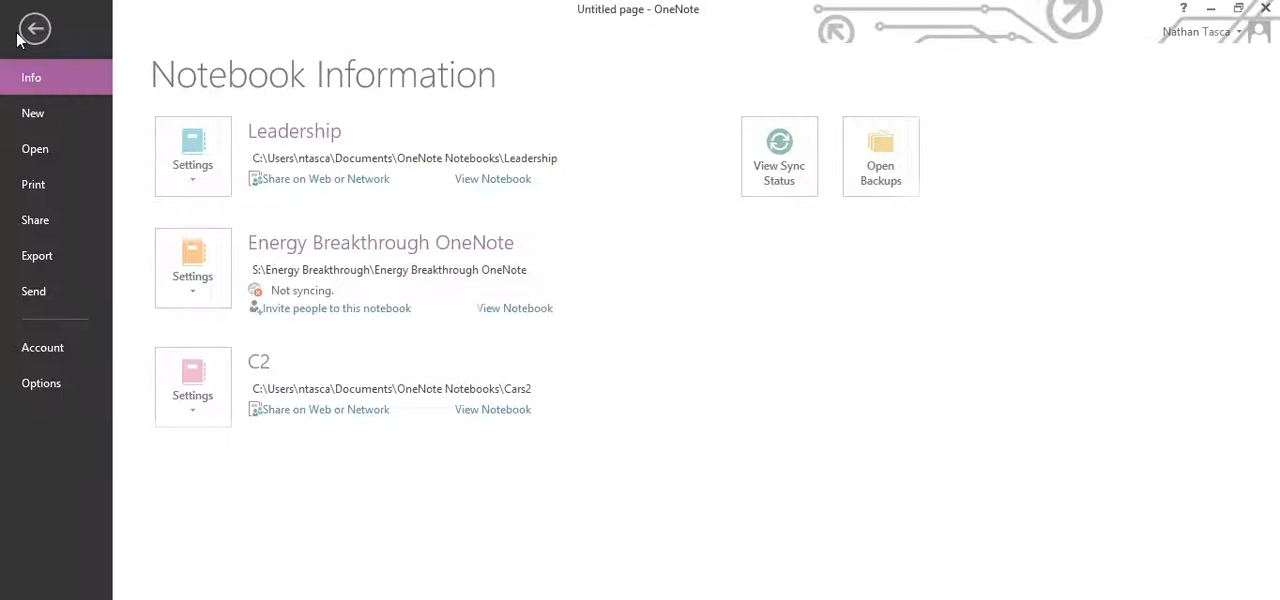 Untitled page - OneNote
?
Nathan Tasca
Info
New
Open
Print
Share
Export
Send
Account
Options
Notebook Information
Settings
Leadership
C:\Users\ntasca\Documents\OneNote Notebooks\Leadership
Share on Web or Network View Notebook
View Sync
Status
Open
Backups
Settings
Energy Breakthrough OneNote
S:\Energy Breakthrough\Energy Breakthrough OneNote
Not syncing.
Invite people to this notebook View Notebook
Settings
C2
C:\Users\ntasca\Documents\OneNote Notebooks\Cars2
Share on Web or Network View Notebook